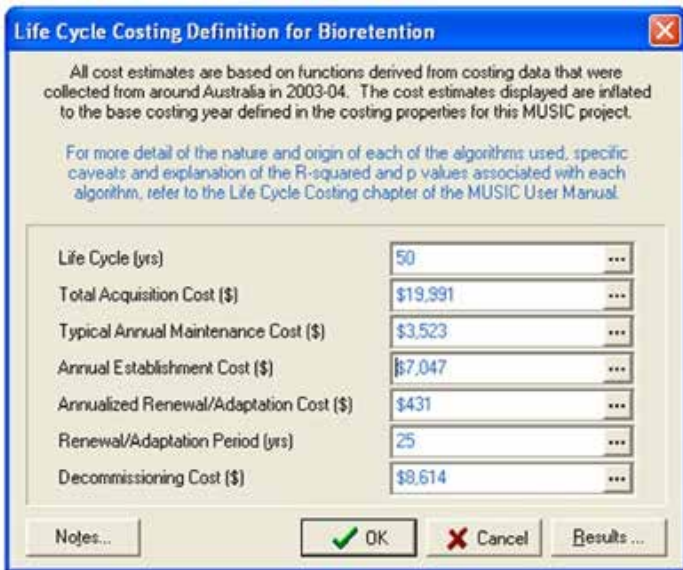 Life Cycle Costing Definition for Bioretention
All cost estimates are based on functions derived from costing data that were
collected from around Australia in 2003-04. The cost estimates displayed are inflated
to the base costing year defined in the costing properties for this MUSIC project.
For more detail of the nature and origin of each of the algorithms used, specific
caveats and explanation of the R-squared and p values associated with each
algorithm, refer to the Life Cycle Costing chapter of the MUSIC User Manual.
Life Cycle (yrs) 50 ...
Total Acquisition Cost ($) $19,991 ...
Typical Annual Maintenance Cost ($) $3,523 ...
Annual Establishment Cost ($) $7,047 ...
Annualized Renewal/Adaptation Cost ($) $431 ...
Renewal/Adaptation Period (yrs) 25 ...
Decommissioning Cost ($) $8,614 ...
Notes... OK Cancel Results ...